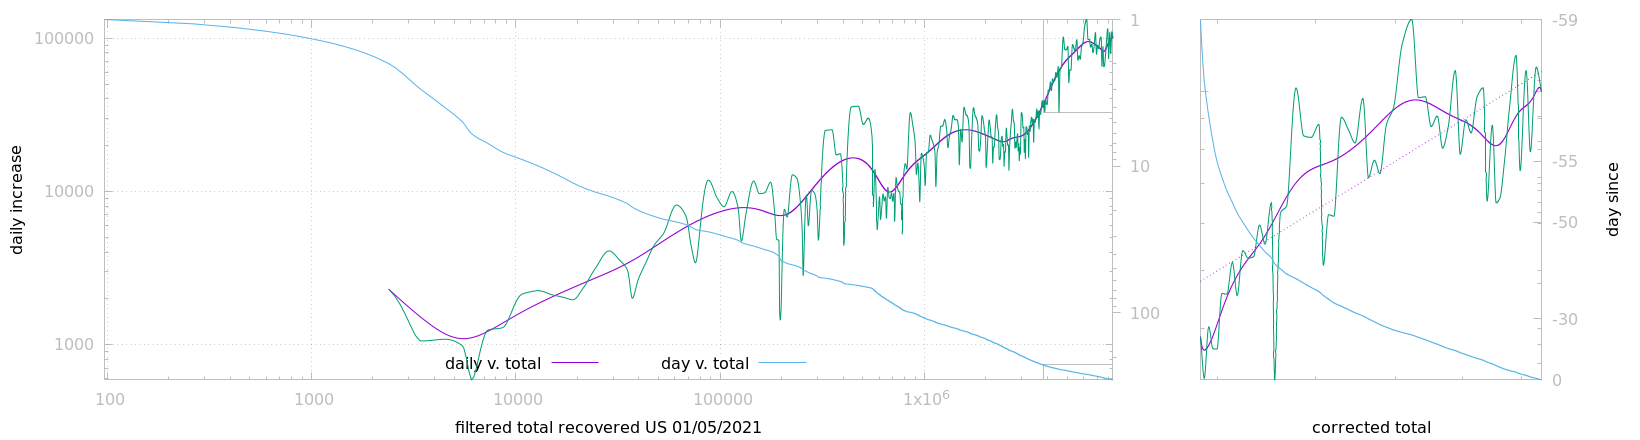 100000
10000
1000
daily increase
100
1000
10000
100000
1x10^6
1
10
100
daily v. total
day v. total
filtered total recovered US 01/05/2021
-59
-55
-50
-30
0
day since
corrected total